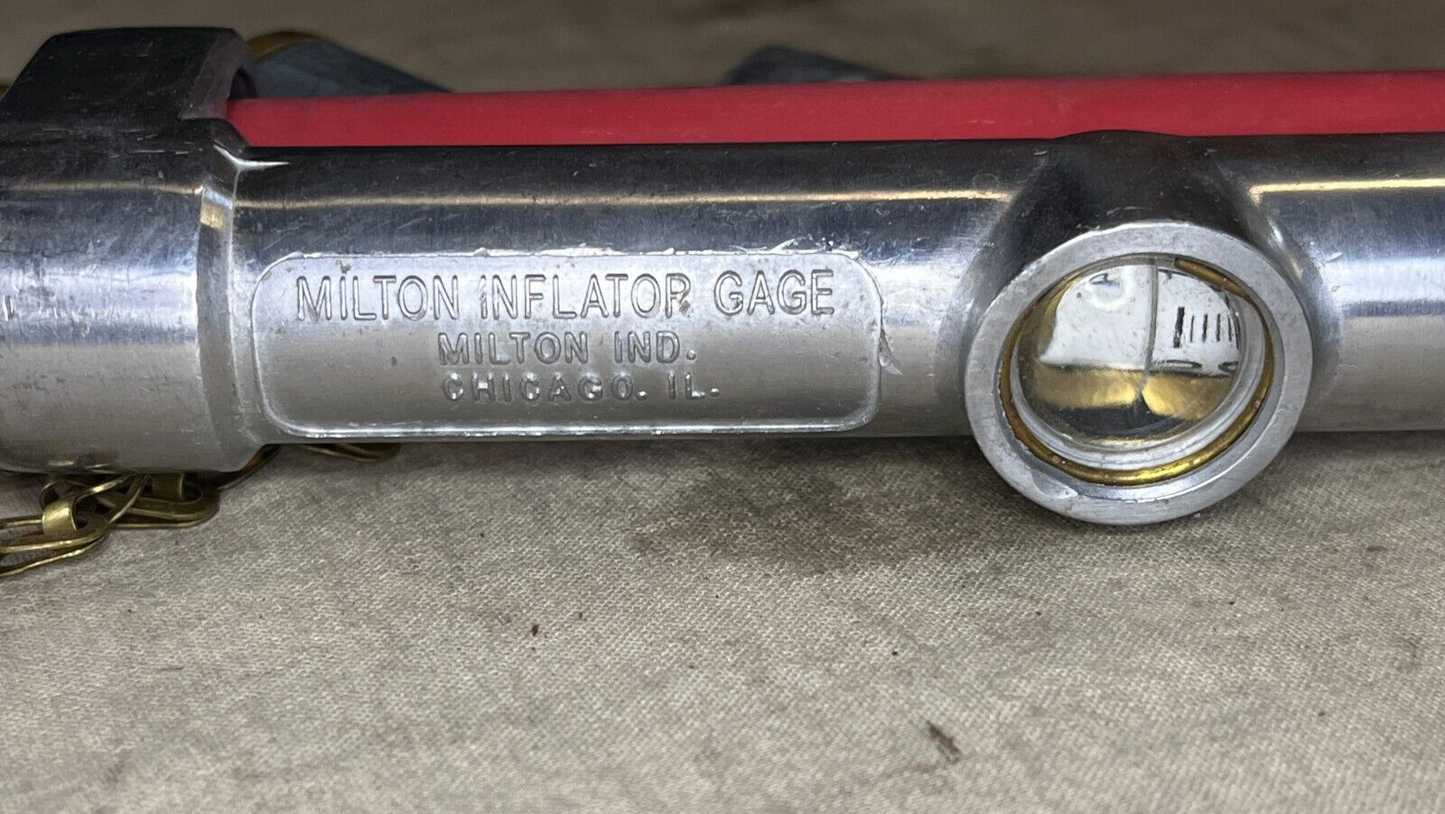 MILTON INFLATOR GAGE
MILTON IND.
CHICAGO. IL.